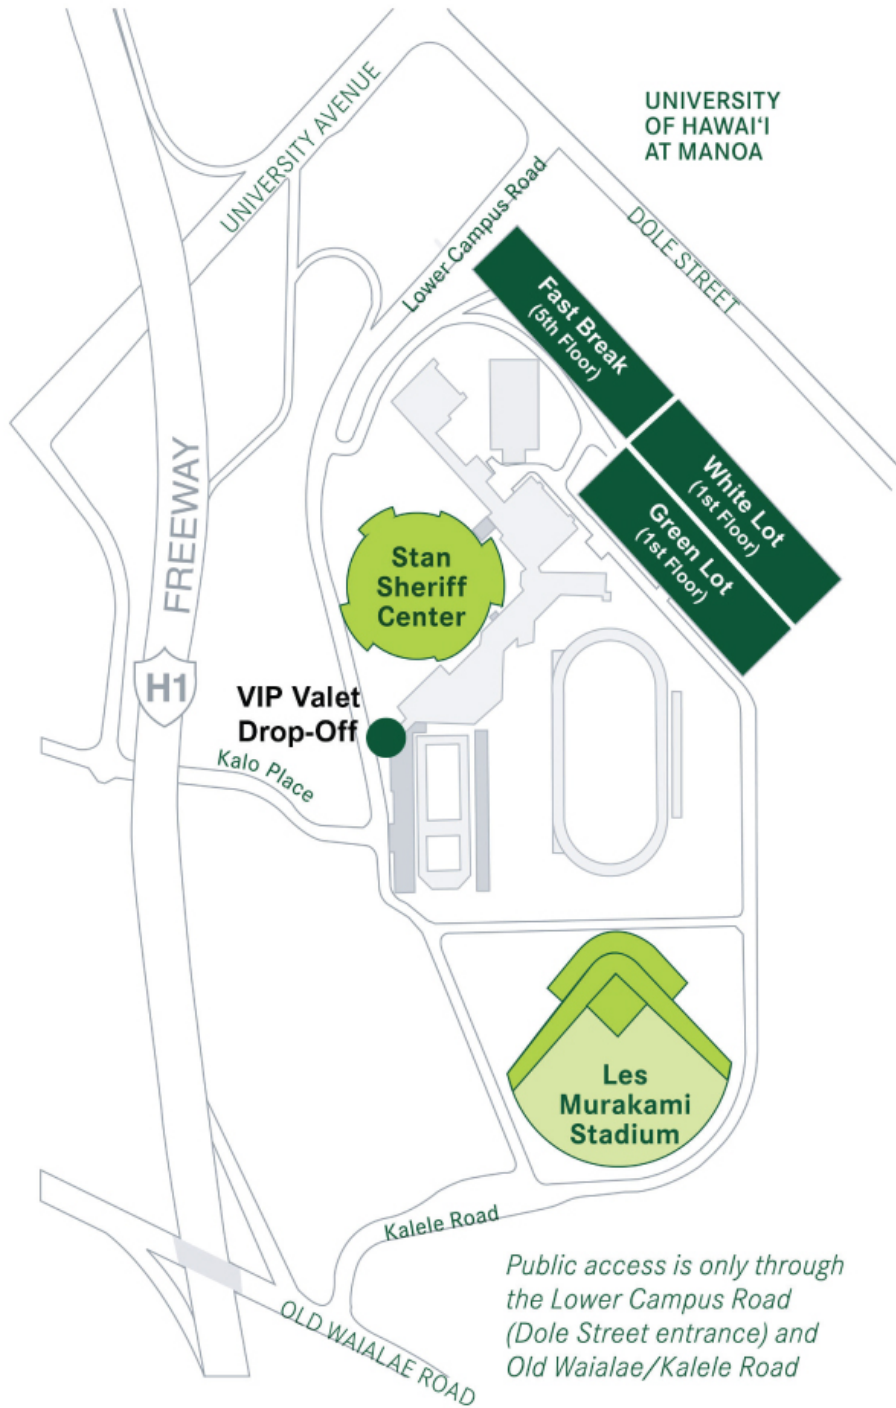 UNIVERSITY
OF HAWAIʻI
AT MANOA
UNIVERSITY AVENUE
Lower Campus Road
DOLE STREET
Fast Break
(5th Floor)
White Lot
(1st Floor)
Green Lot
(1st Floor)
FREEWAY
H1
Stan
Sheriff
Center
VIP Valet
Drop-Off
Kalo Place
Les
Murakami
Stadium
Kalele Road
OLD WAIALAE ROAD
Public access is only through
the Lower Campus Road
(Dole Street entrance) and
Old Waialae/Kalele Road